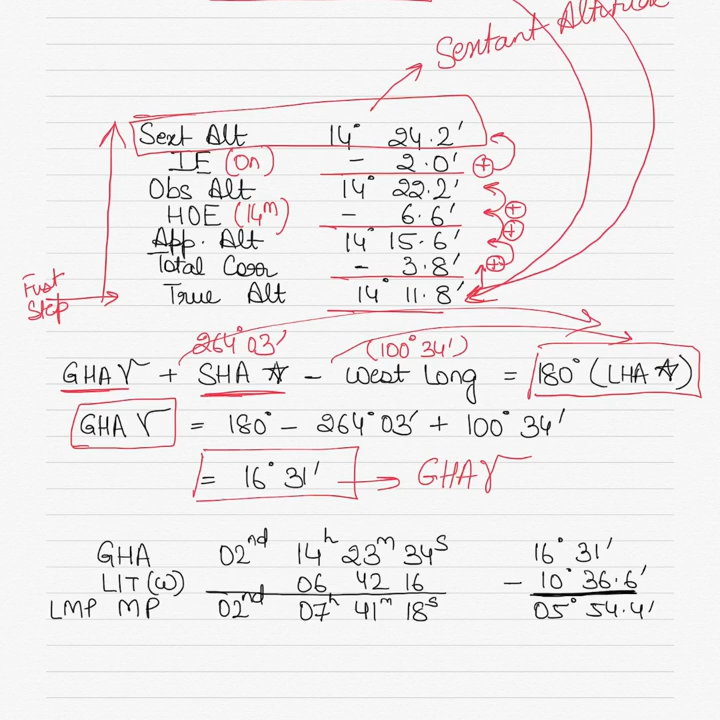 Sextant Altitude
Sext Alt 14° 24.2'
IE (On) - 2.0' +
Obs Alt 14° 22.2'
HOE (14m) - 6.6' +
App. Alt 14° 15.6' +
Total Corr - 3.8' +
First Step True Alt 14° 11.8'
264°03' (100°34')
GHA♈ + SHA ☆ - West Long = 180° (LHA ☆)
GHA ♈ = 180° - 264°03' + 100° 34'
= 16° 31' → GHA♈
GHA 02nd 14h 23m 34s 16° 31'
LIT (W) 06 42 16 - 10° 36.6'
LMP MP 02nd 07h 41m 18s 05° 54.4'